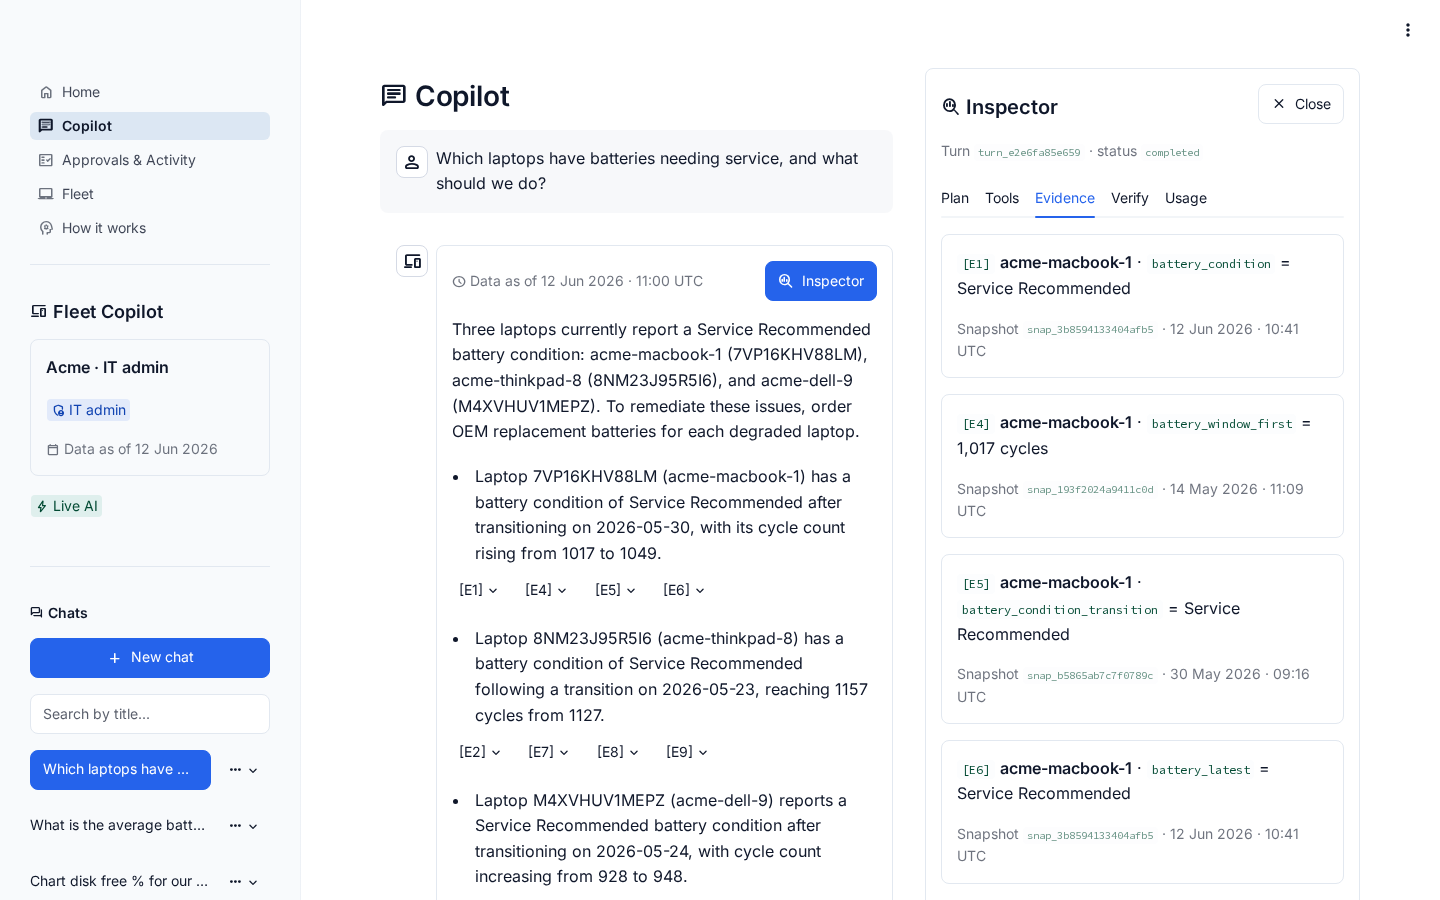 Home
Copilot
Approvals & Activity
Fleet
How it works
Fleet Copilot
Acme · IT admin
IT admin
Data as of 12 Jun 2026
Live AI
Chats
New chat
Search by title...
Which laptops have ...
What is the average batt...
Chart disk free % for our ...
Copilot
Which laptops have batteries needing service, and what
should we do?
Data as of 12 Jun 2026 · 11:00 UTC
Inspector
Three laptops currently report a Service Recommended
battery condition: acme-macbook-1 (7VP16KHV88LM),
acme-thinkpad-8 (8NM23J95R5I6), and acme-dell-9
(M4XVHUV1MEPZ). To remediate these issues, order
OEM replacement batteries for each degraded laptop.
• Laptop 7VP16KHV88LM (acme-macbook-1) has a
battery condition of Service Recommended after
transitioning on 2026-05-30, with its cycle count
rising from 1017 to 1049.
[E1] [E4] [E5] [E6]
• Laptop 8NM23J95R5I6 (acme-thinkpad-8) has a
battery condition of Service Recommended
following a transition on 2026-05-23, reaching 1157
cycles from 1127.
[E2] [E7] [E8] [E9]
• Laptop M4XVHUV1MEPZ (acme-dell-9) reports a
Service Recommended battery condition after
transitioning on 2026-05-24, with cycle count
increasing from 928 to 948.
Inspector
Close
Turn turn_e2e6fa85e659 · status completed
Plan Tools Evidence Verify Usage
[E1] acme-macbook-1 · battery_condition =
Service Recommended
Snapshot snap_3b8594133404afb5 · 12 Jun 2026 · 10:41
UTC
[E4] acme-macbook-1 · battery_window_first =
1,017 cycles
Snapshot snap_193f2024a9411c0d · 14 May 2026 · 11:09
UTC
[E5] acme-macbook-1 ·
battery_condition_transition = Service
Recommended
Snapshot snap_b5865ab7c7f0789c · 30 May 2026 · 09:16
UTC
[E6] acme-macbook-1 · battery_latest =
Service Recommended
Snapshot snap_3b8594133404afb5 · 12 Jun 2026 · 10:41
UTC